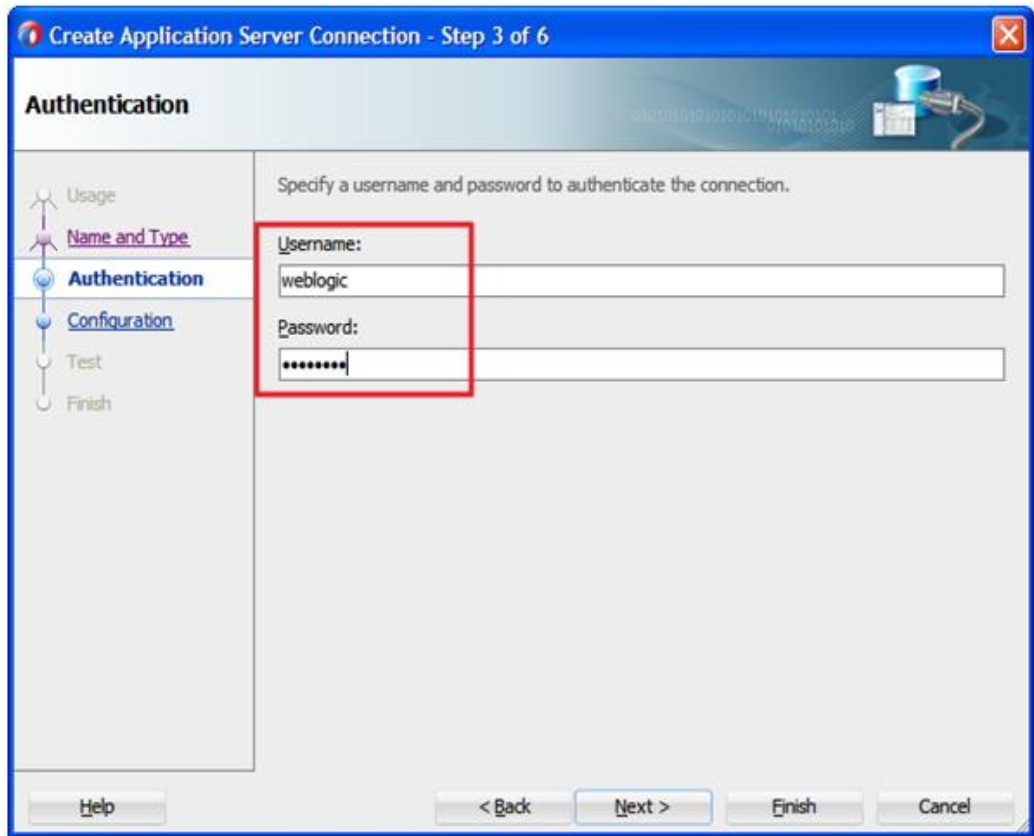 Create Application Server Connection - Step 3 of 6
Authentication
Usage
Name and Type
Authentication
Configuration
Test
Finish
Specify a username and password to authenticate the connection.
Username:
weblogic
Password:
••••••••
Help
< Back
Next >
Finish
Cancel